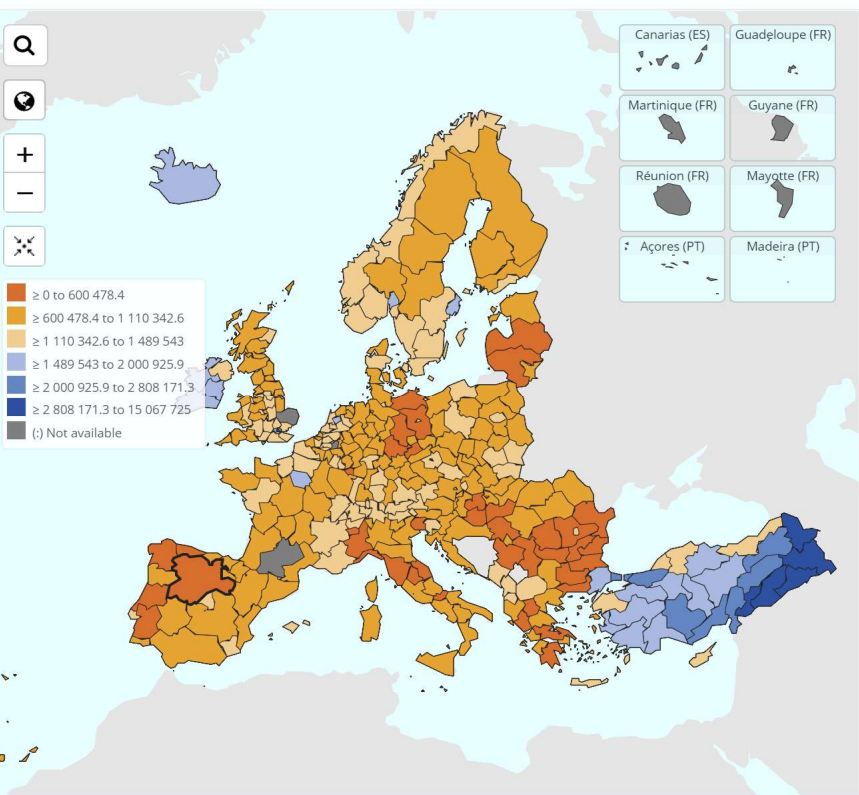 Canarias (ES)
Guadeloupe (FR)
Martinique (FR)
Guyane (FR)
Réunion (FR)
Mayotte (FR)
Açores (PT)
Madeira (PT)
+
−
≥ 0 to 600 478.4
≥ 600 478.4 to 1 110 342.6
≥ 1 110 342.6 to 1 489 543
≥ 1 489 543 to 2 000 925.9
≥ 2 000 925.9 to 2 808 171.3
≥ 2 808 171.3 to 15 067 725
(:) Not available